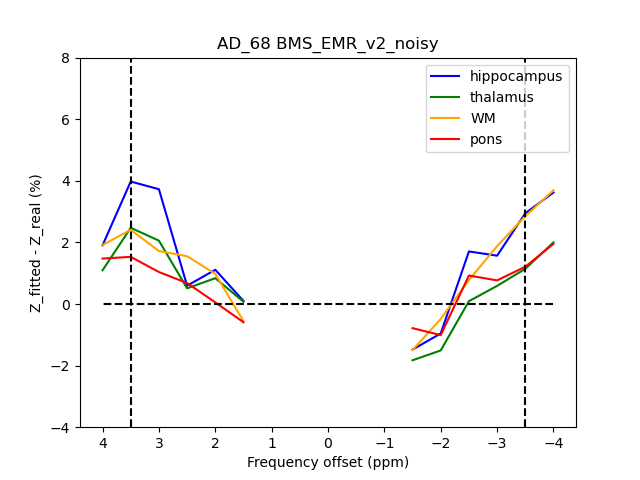 AD_68 BMS_EMR_v2_noisy
Z_fitted - Z_real (%)
8
6
4
2
0
−2
−4
hippocampus
thalamus
WM
pons
4 3 2 1 0 −1 −2 −3 −4
Frequency offset (ppm)